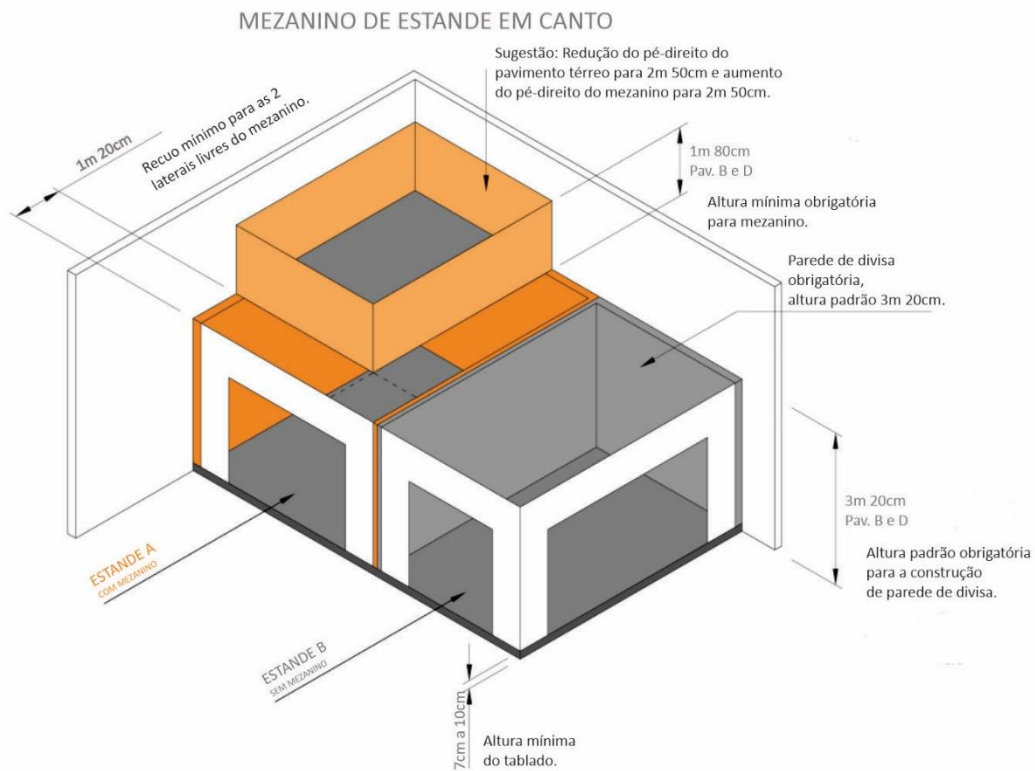 MEZANINO DE ESTANDE EM CANTO
Sugestão: Redução do pé-direito do
pavimento térreo para 2m 50cm e aumento
do pé-direito do mezanino para 2m 50cm.
1m 20cm
Recuo mínimo para as 2
laterais livres do mezanino.
1m 80cm
Pav. B e D
Altura mínima obrigatória
para mezanino.
Parede de divisa
obrigatória,
altura padrão 3m 20cm.
3m 20cm
Pav. B e D
Altura padrão obrigatória
para a construção
de parede de divisa.
ESTANDE A
COM MEZANINO
ESTANDE B
SEM MEZANINO
7cm a 10cm
Altura mínima
do tablado.